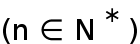 (n ∈ N * )